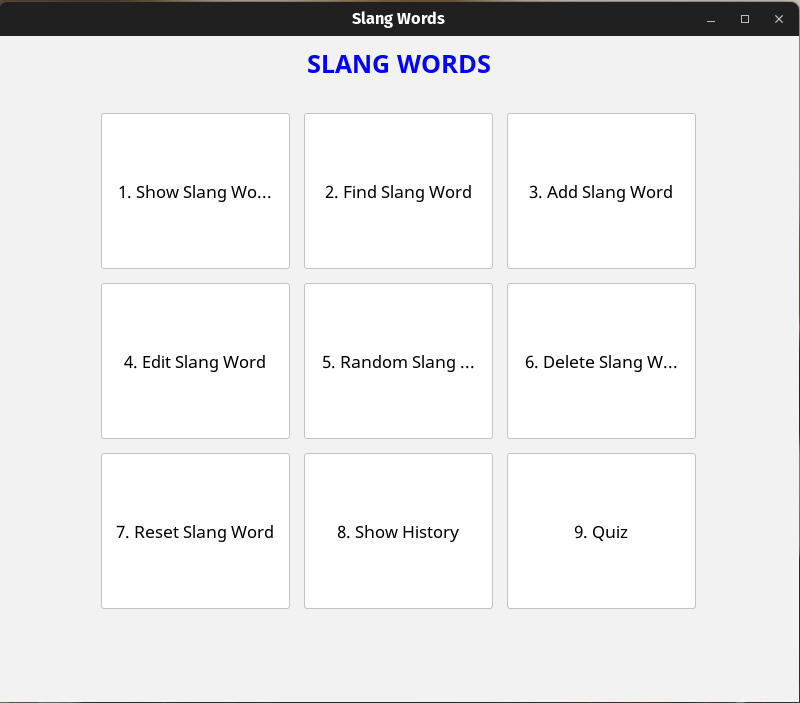 Slang Words
SLANG WORDS
1. Show Slang Wo...
2. Find Slang Word
3. Add Slang Word
4. Edit Slang Word
5. Random Slang ...
6. Delete Slang W...
7. Reset Slang Word
8. Show History
9. Quiz